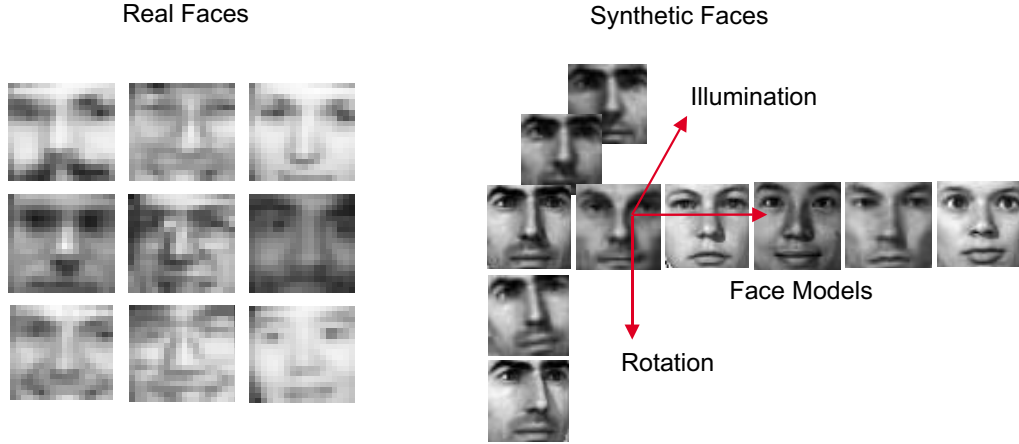 Real Faces
Synthetic Faces
Illumination
Face Models
Rotation